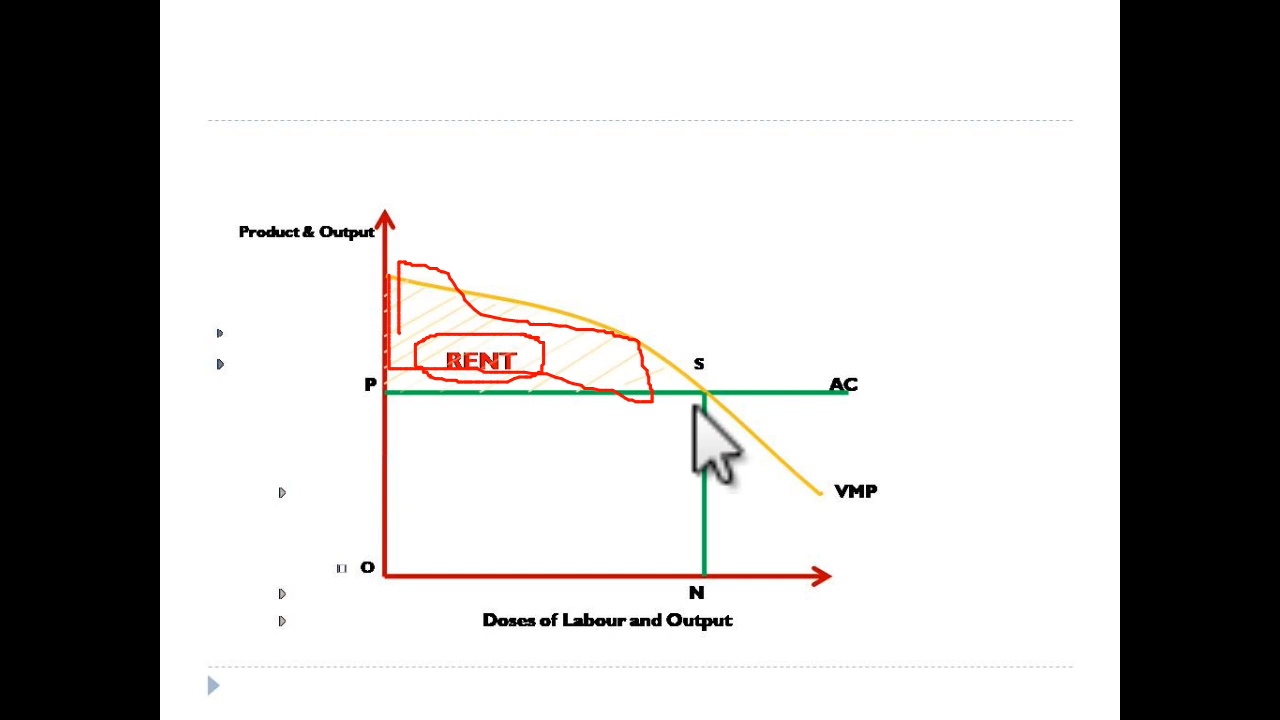 Product & Output
RENT
S
P
AC
VMP
O
N
Doses of Labour and Output